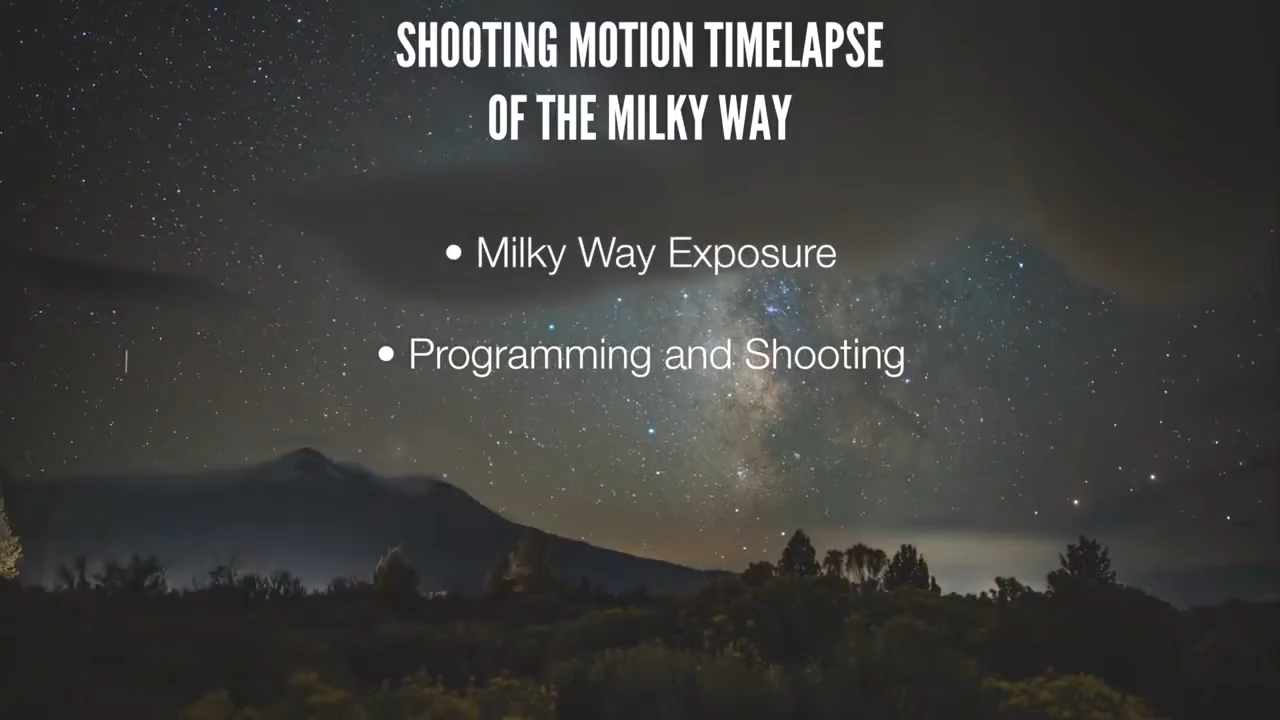 SHOOTING MOTION TIMELAPSE
OF THE MILKY WAY
• Milky Way Exposure
• Programming and Shooting